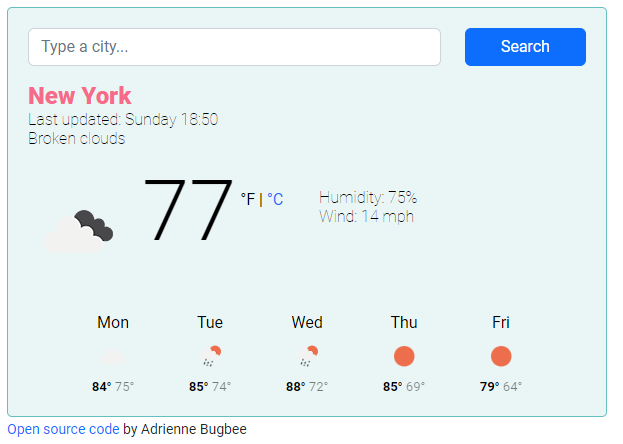 Type a city...
Search
New York
Last updated: Sunday 18:50
Broken clouds
77 °F | °C
Humidity: 75%
Wind: 14 mph
Mon Tue Wed Thu Fri
84° 75° 85° 74° 88° 72° 85° 69° 79° 64°
Open source code by Adrienne Bugbee